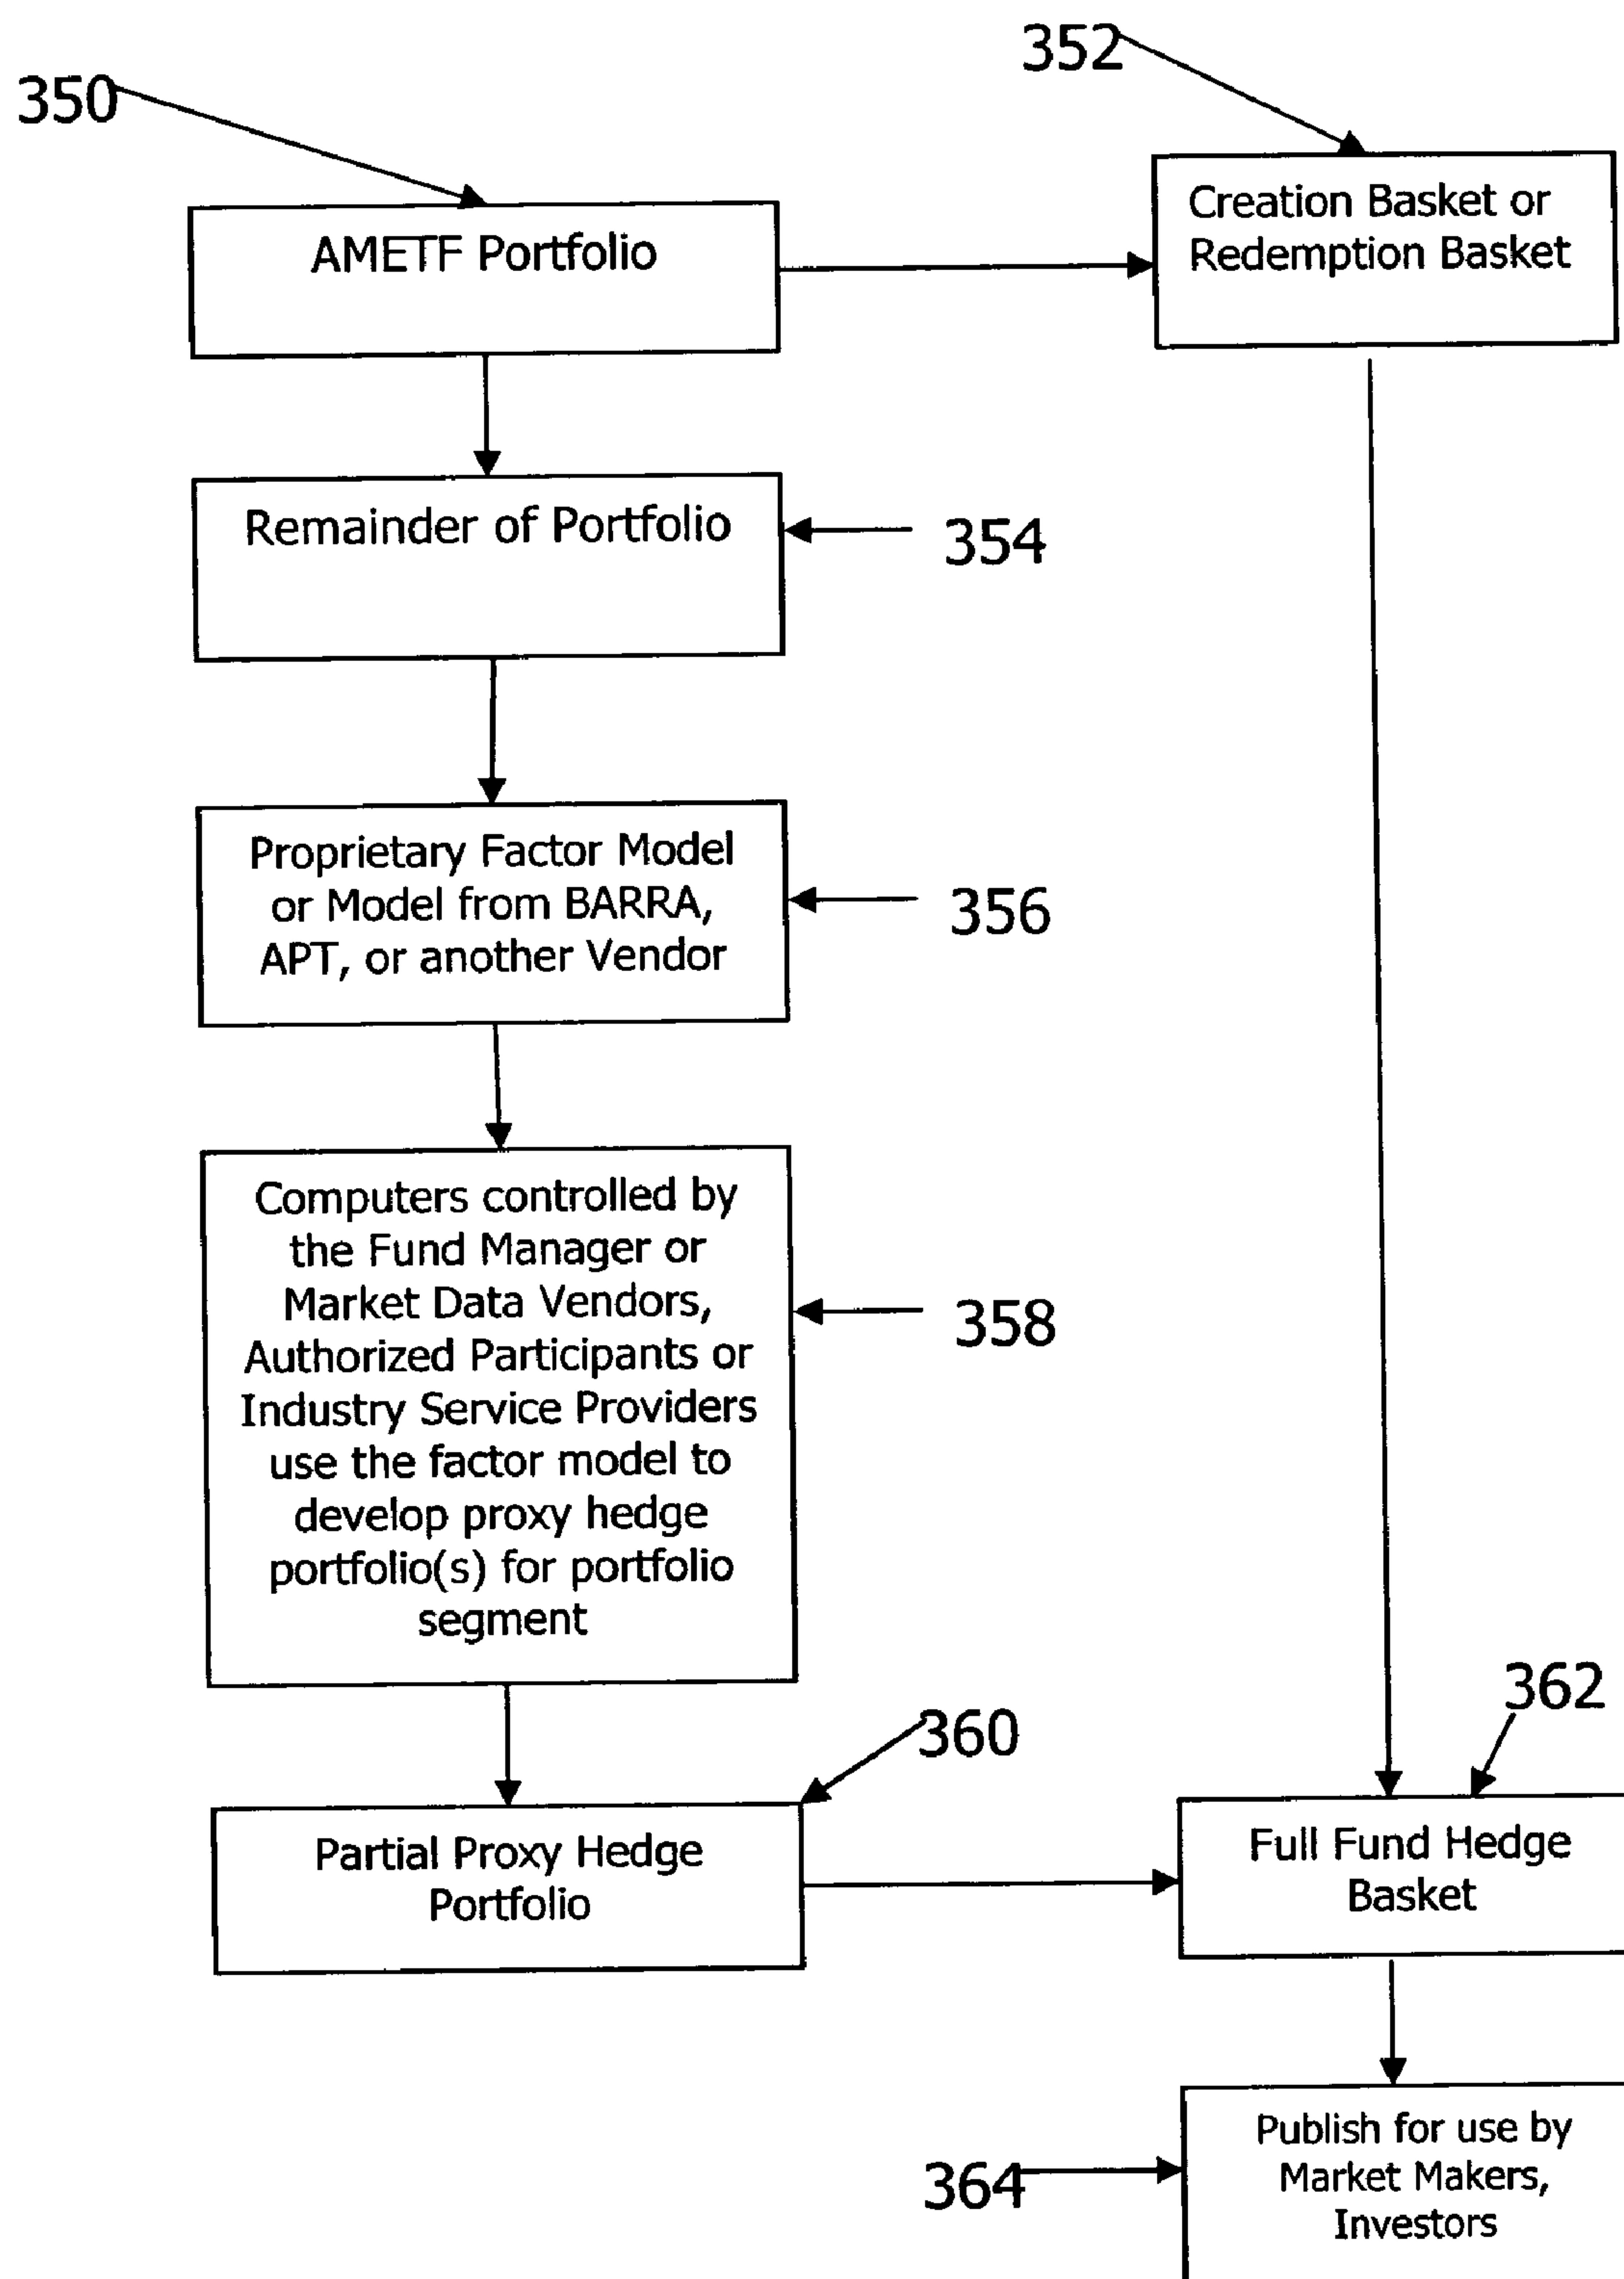 352
350
Creation Basket or
Redemption Basket
AMETF Portfolio
Remainder of Portfolio
354
Proprietary Factor Model
or Model from BARRA,
APT, or another Vendor
356
Computers controlled by
the Fund Manager or
Market Data Vendors,
Authorized Participants or
Industry Service Providers
use the factor model to
develop proxy hedge
portfolio(s) for portfolio
segment
358
362
360
Partial Proxy Hedge
Portfolio
Full Fund Hedge
Basket
364
Publish for use by
Market Makers,
Investors